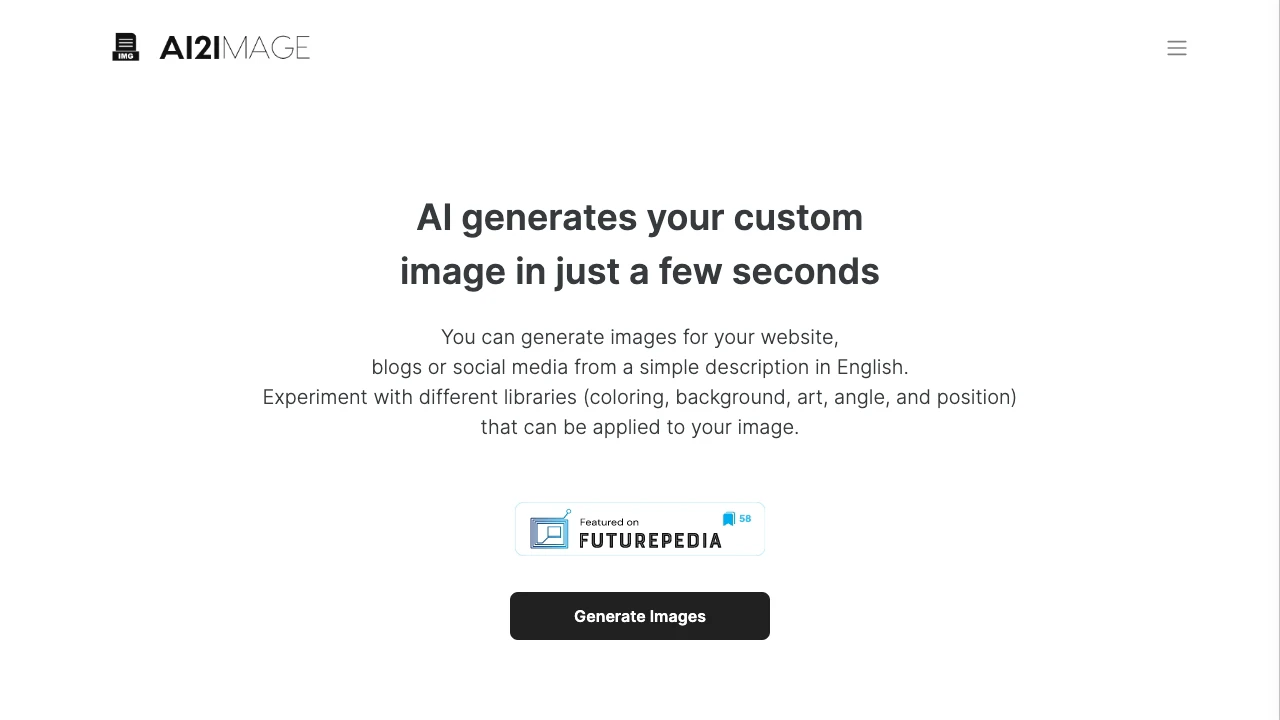 IMG
AI2IMAGE
AI generates your custom
image in just a few seconds
You can generate images for your website,
blogs or social media from a simple description in English.
Experiment with different libraries (coloring, background, art, angle, and position)
that can be applied to your image.
Featured on
58
FUTUREPEDIA
Generate Images